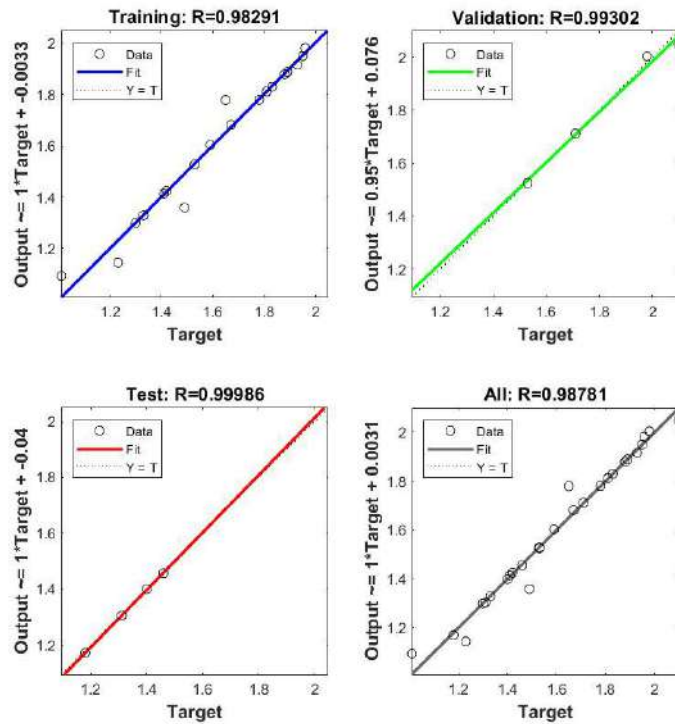 Training: R=0.98291
Output ~= 1*Target + -0.0033
2
1.8
1.6
1.4
1.2
Data
Fit
Y = T
1.2 1.4 1.6 1.8 2
Target
Validation: R=0.99302
Output ~= 0.95*Target + 0.076
2
1.8
1.6
1.4
1.2
Data
Fit
Y = T
1.2 1.4 1.6 1.8 2
Target
Test: R=0.99986
Output ~= 1*Target + -0.04
2
1.8
1.6
1.4
1.2
Data
Fit
Y = T
1.2 1.4 1.6 1.8 2
Target
All: R=0.98781
Output ~= 1*Target + 0.0031
2
1.8
1.6
1.4
1.2
Data
Fit
Y = T
1.2 1.4 1.6 1.8 2
Target